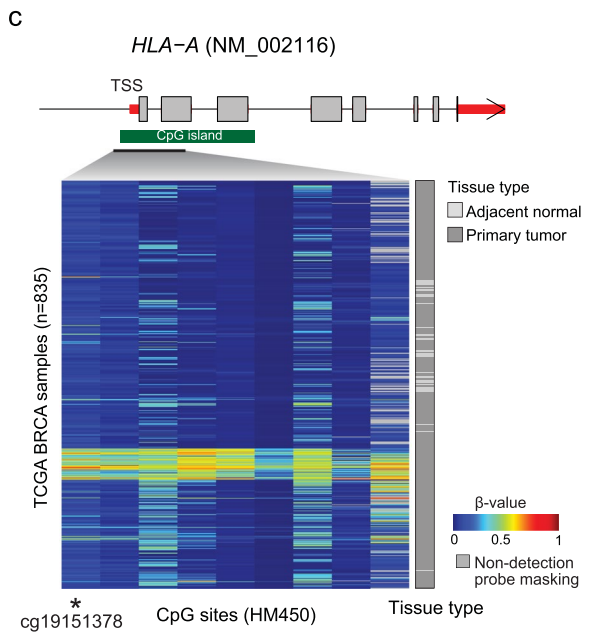 c
HLA−A (NM_002116)
TSS
CpG island
Tissue type
Adjacent normal
Primary tumor
TCGA BRCA samples (n=835)
β-value
0 0.5 1
Non-detection
probe masking
*
cg19151378
CpG sites (HM450)
Tissue type